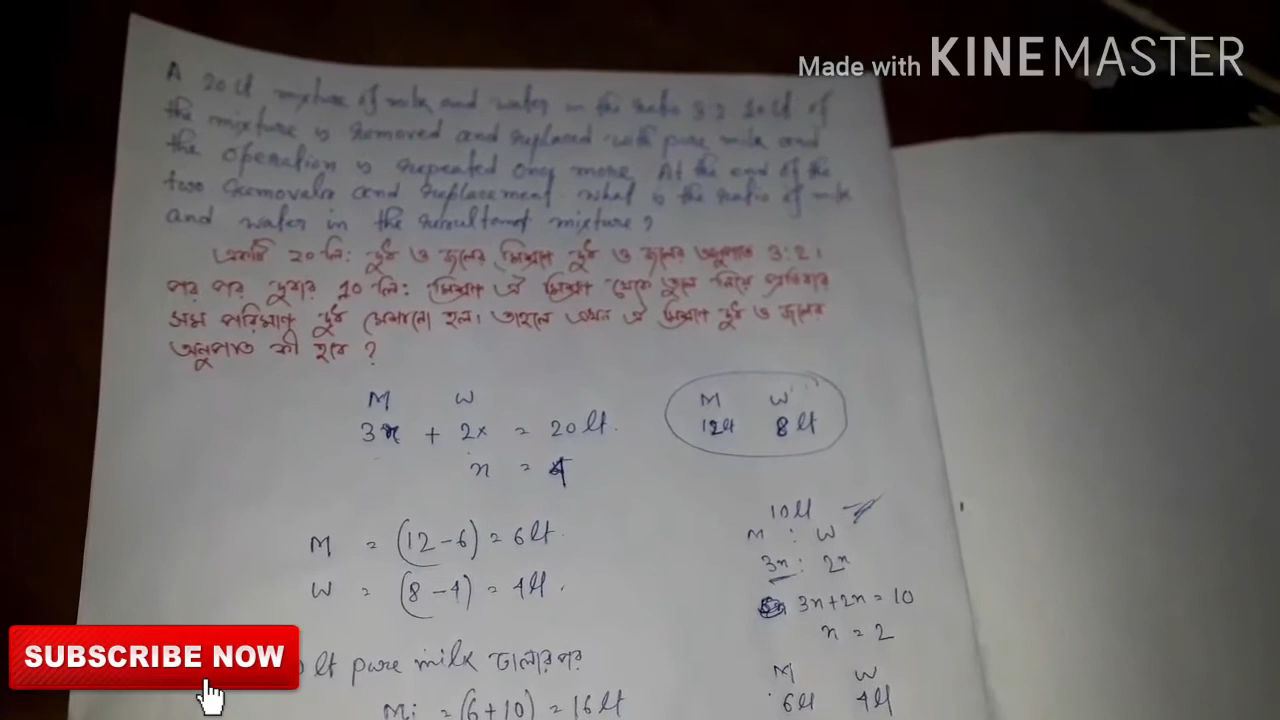 Made with KINEMASTER
A 20 lt mixture of milk and water in the ratio 3:2 10 lt of
the mixture is removed and replaced with pure milk and
the operation is repeated once more. At the end of the
two removals and replacement. what is the ratio of milk
and water in the resultant mixture?
একটি ২০ লি: দুধ ও জলের মিশ্রণে দুধ ও জলের অনুপাত 3:2।
পর পর দুবার 10 লি: মিশ্রণ ঐ মিশ্রণ থেকে তুলে নিয়ে প্রতিবার
সম পরিমাণ দুধ মেশানো হল। তাহলে এখন ঐ মিশ্রণে দুধ ও জলের
অনুপাত কী হবে ?
M W
3x + 2x = 20 lt.
x = 4
M W
12lt 8 lt
M = (12-6) = 6 lt.
W = (8-4) = 4 lt.
10 lt
M : W
3x : 2x
3x+2x = 10
x = 2
M W
6lt 4lt
lt pure milk ঢালার পর
M = (6+10) = 16 lt
SUBSCRIBE NOW